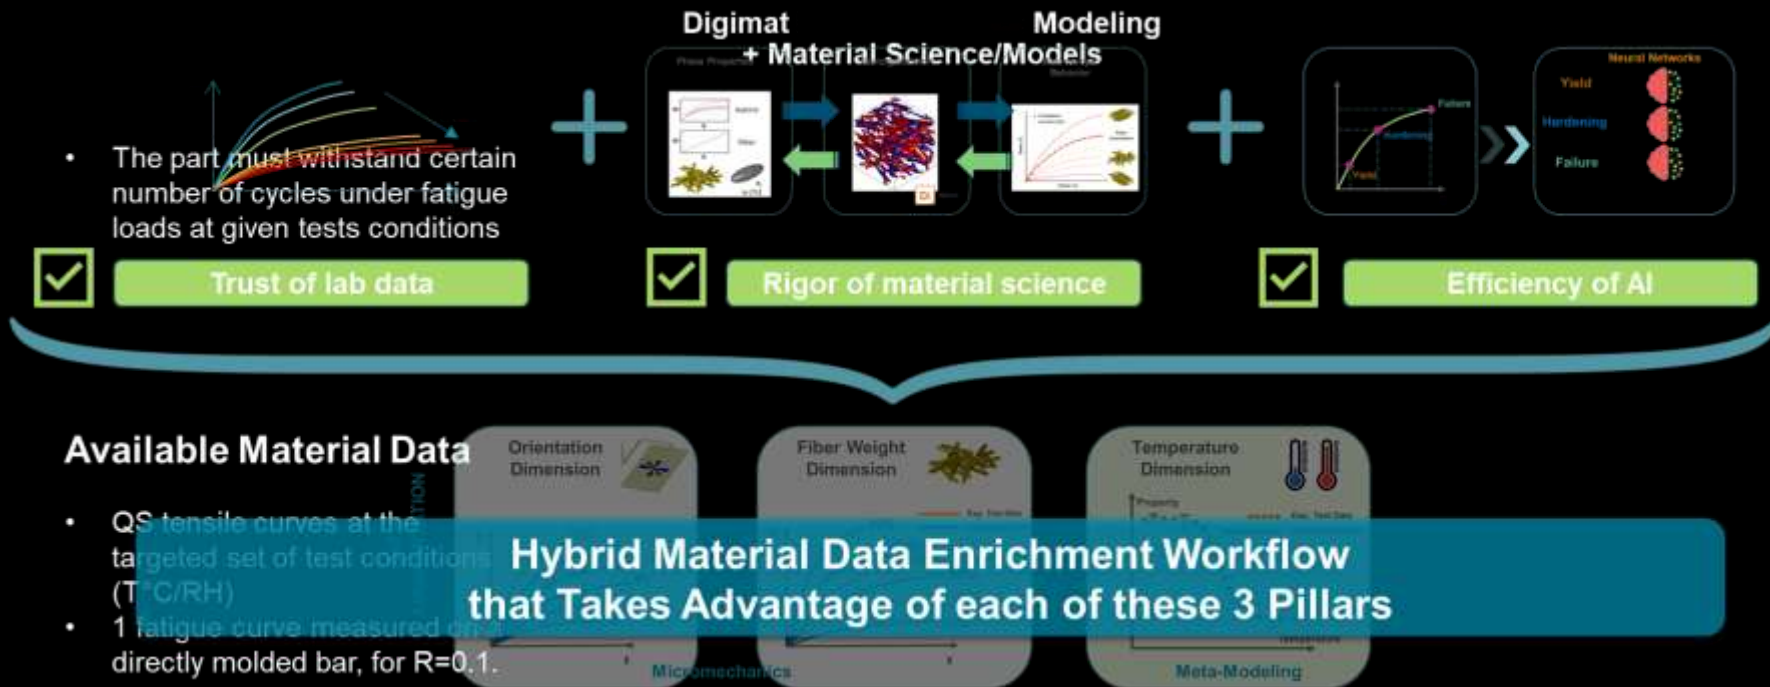 Digimat
Modeling
+ Material Science/Models
Phase Properties
Behavior
Neural Networks
Yield
Hardening
Failure
Failure
Hardening
Yield
• The part must withstand certain
number of cycles under fatigue
loads at given tests conditions
Trust of lab data
Rigor of material science
Efficiency of AI
Available Material Data
Orientation
Dimension
Fiber Weight
Dimension
Temperature
Dimension
Property
• QS tensile curves at the
targeted set of test conditions
(T°C/RH)
• 1 fatigue curve measured on a
directly molded bar, for R=0.1.
Hybrid Material Data Enrichment Workflow
that Takes Advantage of each of these 3 Pillars
Micromechanics
Meta-Modeling